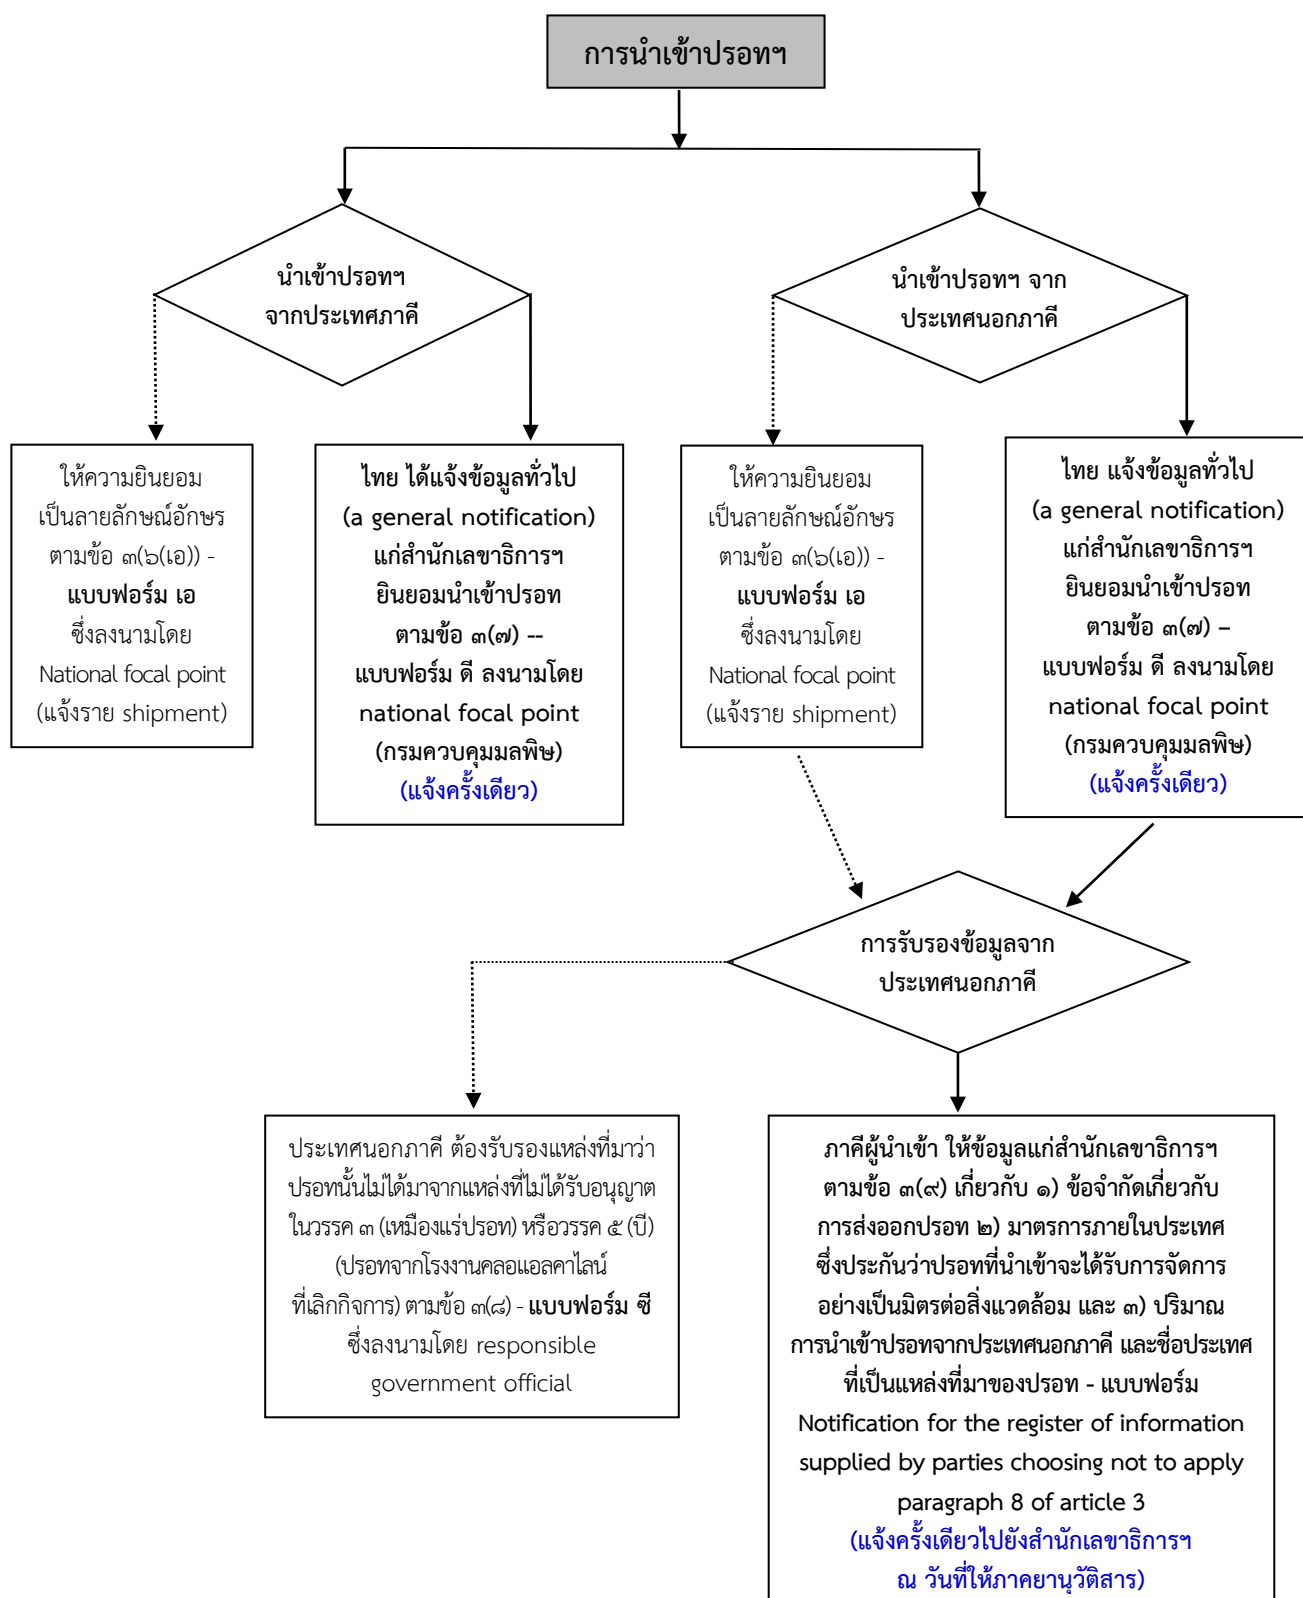 การนำเข้าปรอทฯ
นำเข้าปรอทฯ
จากประเทศภาคี
นำเข้าปรอทฯ จาก
ประเทศนอกภาคี
ให้ความยินยอม
เป็นลายลักษณ์อักษร
ตามข้อ ๓(๖(เอ)) -
แบบฟอร์ม เอ
ซึ่งลงนามโดย
National focal point
(แจ้งราย shipment)
ไทย ได้แจ้งข้อมูลทั่วไป
(a general notification)
แก่สำนักเลขาธิการฯ
ยินยอมนำเข้าปรอท
ตามข้อ ๓(๗) --
แบบฟอร์ม ดี ลงนามโดย
national focal point
(กรมควบคุมมลพิษ)
(แจ้งครั้งเดียว)
ให้ความยินยอม
เป็นลายลักษณ์อักษร
ตามข้อ ๓(๖(เอ)) -
แบบฟอร์ม เอ
ซึ่งลงนามโดย
National focal point
(แจ้งราย shipment)
ไทย แจ้งข้อมูลทั่วไป
(a general notification)
แก่สำนักเลขาธิการฯ
ยินยอมนำเข้าปรอท
ตามข้อ ๓(๗) –
แบบฟอร์ม ดี ลงนามโดย
national focal point
(กรมควบคุมมลพิษ)
(แจ้งครั้งเดียว)
การรับรองข้อมูลจาก
ประเทศนอกภาคี
ประเทศนอกภาคี ต้องรับรองแหล่งที่มาว่า
ปรอทนั้นไม่ได้มาจากแหล่งที่ไม่ได้รับอนุญาต
ในวรรค ๓ (เหมืองแร่ปรอท) หรือวรรค ๕ (บี)
(ปรอทจากโรงงานคลอแอลคาไลน์
ที่เลิกกิจการ) ตามข้อ ๓(๘) - แบบฟอร์ม ซี
ซึ่งลงนามโดย responsible
government official
ภาคีผู้นำเข้า ให้ข้อมูลแก่สำนักเลขาธิการฯ
ตามข้อ ๓(๙) เกี่ยวกับ ๑) ข้อจำกัดเกี่ยวกับ
การส่งออกปรอท ๒) มาตรการภายในประเทศ
ซึ่งประกันว่าปรอทที่นำเข้าจะได้รับการจัดการ
อย่างเป็นมิตรต่อสิ่งแวดล้อม และ ๓) ปริมาณ
การนำเข้าปรอทจากประเทศนอกภาคี และชื่อประเทศ
ที่เป็นแหล่งที่มาของปรอท - แบบฟอร์ม
Notification for the register of information
supplied by parties choosing not to apply
paragraph 8 of article 3
(แจ้งครั้งเดียวไปยังสำนักเลขาธิการฯ
ณ วันที่ให้ภาคยานุวัติสาร)